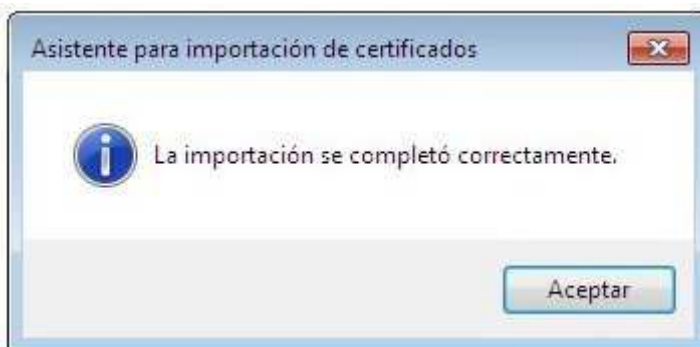 Asistente para importación de certificados
La importación se completó correctamente.
Aceptar